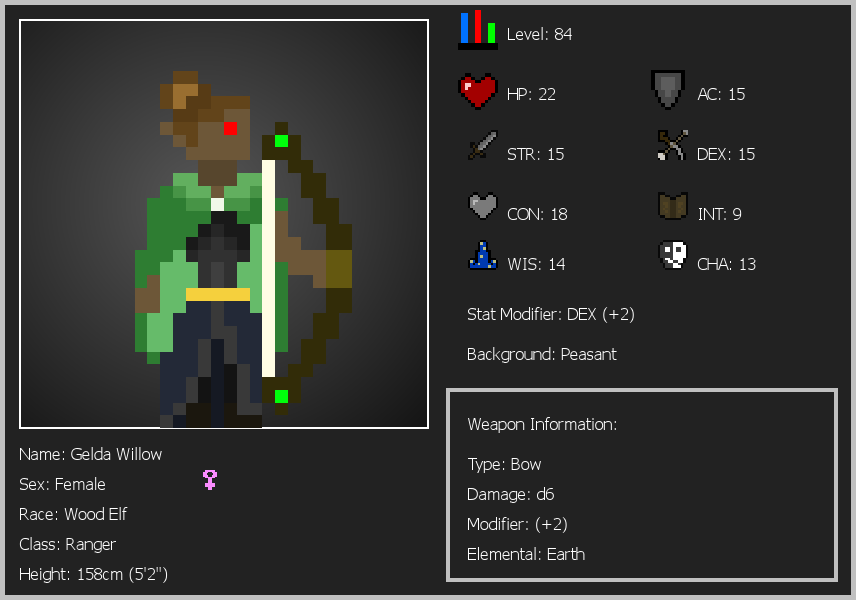 Level: 84
HP: 22
AC: 15
STR: 15
DEX: 15
CON: 18
INT: 9
WIS: 14
CHA: 13
Stat Modifier: DEX (+2)
Background: Peasant
Weapon Information:
Type: Bow
Damage: d6
Modifier: (+2)
Elemental: Earth
Name: Gelda Willow
Sex: Female
Race: Wood Elf
Class: Ranger
Height: 158cm (5'2")